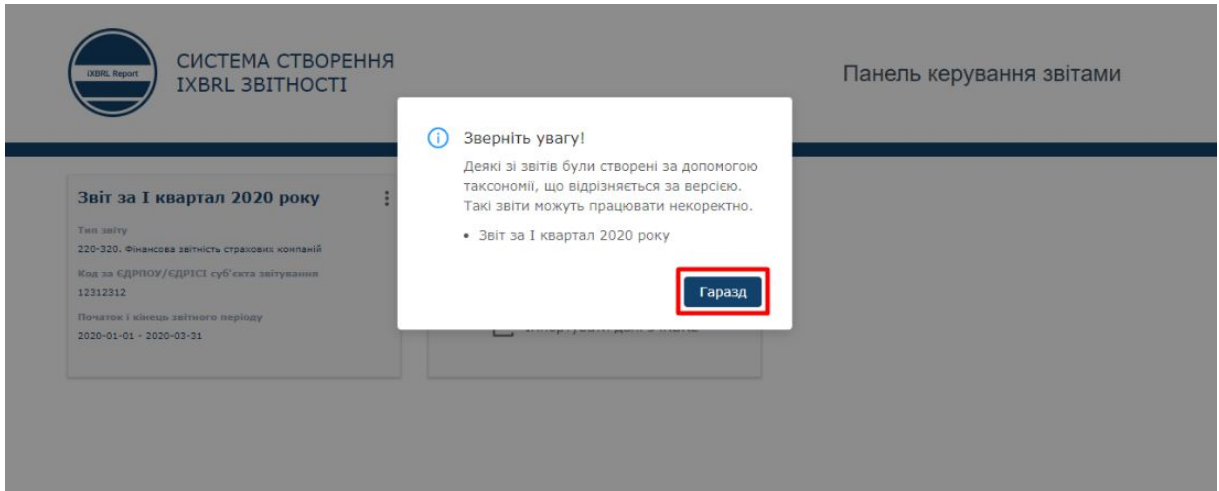 iXBRL Report
СИСТЕМА СТВОРЕННЯ
IXBRL ЗВІТНОСТІ
Панель керування звітами
Зверніть увагу!
Деякі зі звітів були створені за допомогою
таксономії, що відрізняється за версією.
Такі звіти можуть працювати некоректно.
• Звіт за І квартал 2020 року
Гаразд
Звіт за І квартал 2020 року
Тип звіту
220-320. Фінансова звітність страхових компаній
Код за ЄДРПОУ/ЄДРІСІ суб'єкта звітування
12312312
Початок і кінець звітного періоду
2020-01-01 - 2020-03-31